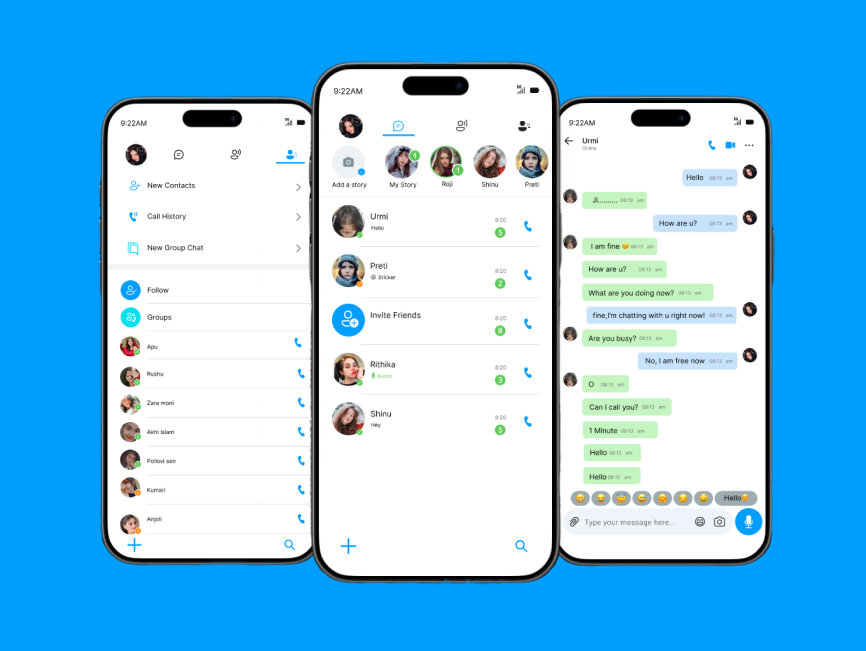 9:22AM
New Contacts
Call History
New Group Chat
Follow
Groups
Apu
Rushu
Zara moni
Akhi islam
Pollovi sen
Kumari
Anjoli
9:22AM
5G
1
1
Add a story
My Story
Roji
Shinu
Preti
Urmi
8:20
Hello
5
Preti
8:20
Sticker
2
Invite Friends
8:20
8
Rithika
8:20
Audio
3
Shinu
8:20
Hey
5
9:22AM
Urmi
Online
Hello 08:13 am
Ji.......... 08:13 am
How are u? 08:13 am
I am fine 😊 08:13 am
How are u? 08:13 am
What are you doing now? 08:13 am
fine,I'm chatting with u right now! 08:13 am
Are you busy? 08:13 am
No, I am free now 08:13 am
O 08:13 am
Can I call you? 08:13 am
1 Minute 08:13 am
Hello 08:13 am
Hello 08:13 am
Hello
Type your message here...